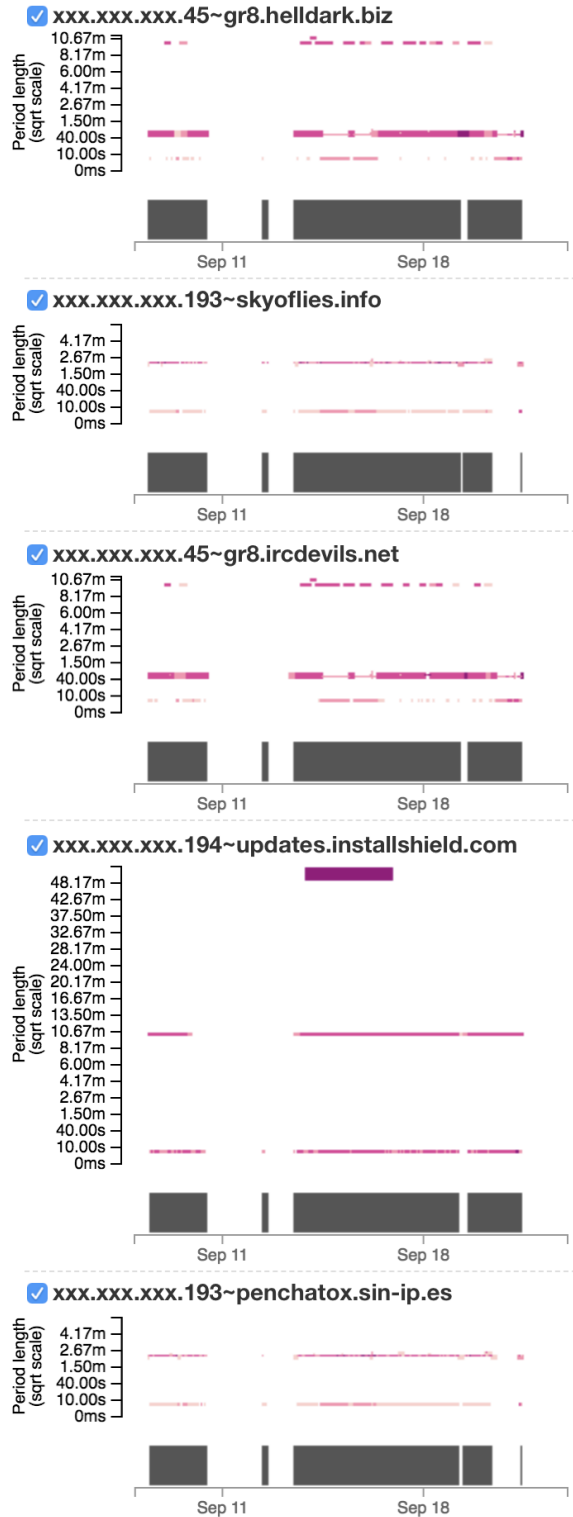 xxx.xxx.xxx.45~gr8.helldark.biz
Period length
(sqrt scale)
10.67m
8.17m
6.00m
4.17m
2.67m
1.50m
40.00s
10.00s
0ms
Sep 11
Sep 18
xxx.xxx.xxx.193~skyoflies.info
Period length
(sqrt scale)
4.17m
2.67m
1.50m
40.00s
10.00s
0ms
Sep 11
Sep 18
xxx.xxx.xxx.45~gr8.ircdevils.net
Period length
(sqrt scale)
10.67m
8.17m
6.00m
4.17m
2.67m
1.50m
40.00s
10.00s
0ms
Sep 11
Sep 18
xxx.xxx.xxx.194~updates.installshield.com
Period length
(sqrt scale)
48.17m
42.67m
37.50m
32.67m
28.17m
24.00m
20.17m
16.67m
13.50m
10.67m
8.17m
6.00m
4.17m
2.67m
1.50m
40.00s
10.00s
0ms
Sep 11
Sep 18
xxx.xxx.xxx.193~penchatox.sin-ip.es
Period length
(sqrt scale)
4.17m
2.67m
1.50m
40.00s
10.00s
0ms
Sep 11
Sep 18